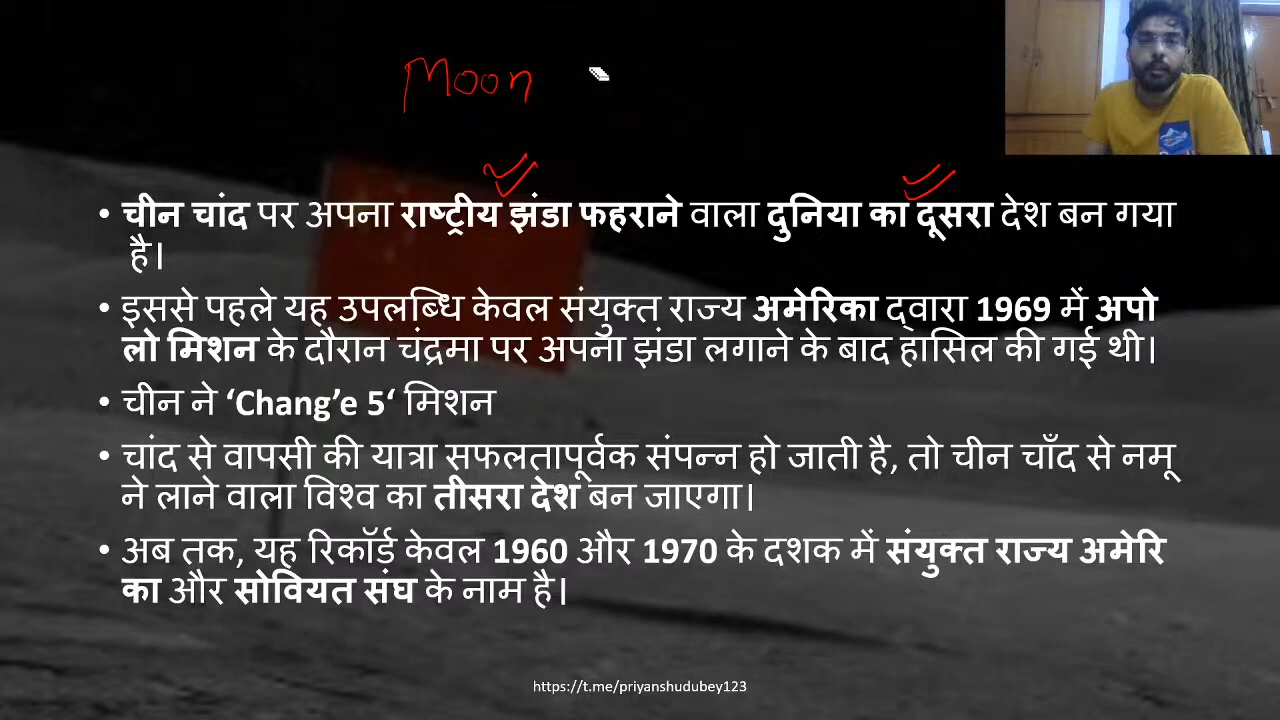 Moon
• चीन चांद पर अपना राष्ट्रीय झंडा फहराने वाला दुनिया का दूसरा देश बन गया
है।
• इससे पहले यह उपलब्धि केवल संयुक्त राज्य अमेरिका द्वारा 1969 में अपो
लो मिशन के दौरान चंद्रमा पर अपना झंडा लगाने के बाद हासिल की गई थी।
• चीन ने ‘Chang’e 5‘ मिशन
• चांद से वापसी की यात्रा सफलतापूर्वक संपन्न हो जाती है, तो चीन चाँद से नमू
ने लाने वाला विश्व का तीसरा देश बन जाएगा।
• अब तक, यह रिकॉर्ड केवल 1960 और 1970 के दशक में संयुक्त राज्य अमेरि
का और सोवियत संघ के नाम है।
https://t.me/priyanshudubey123